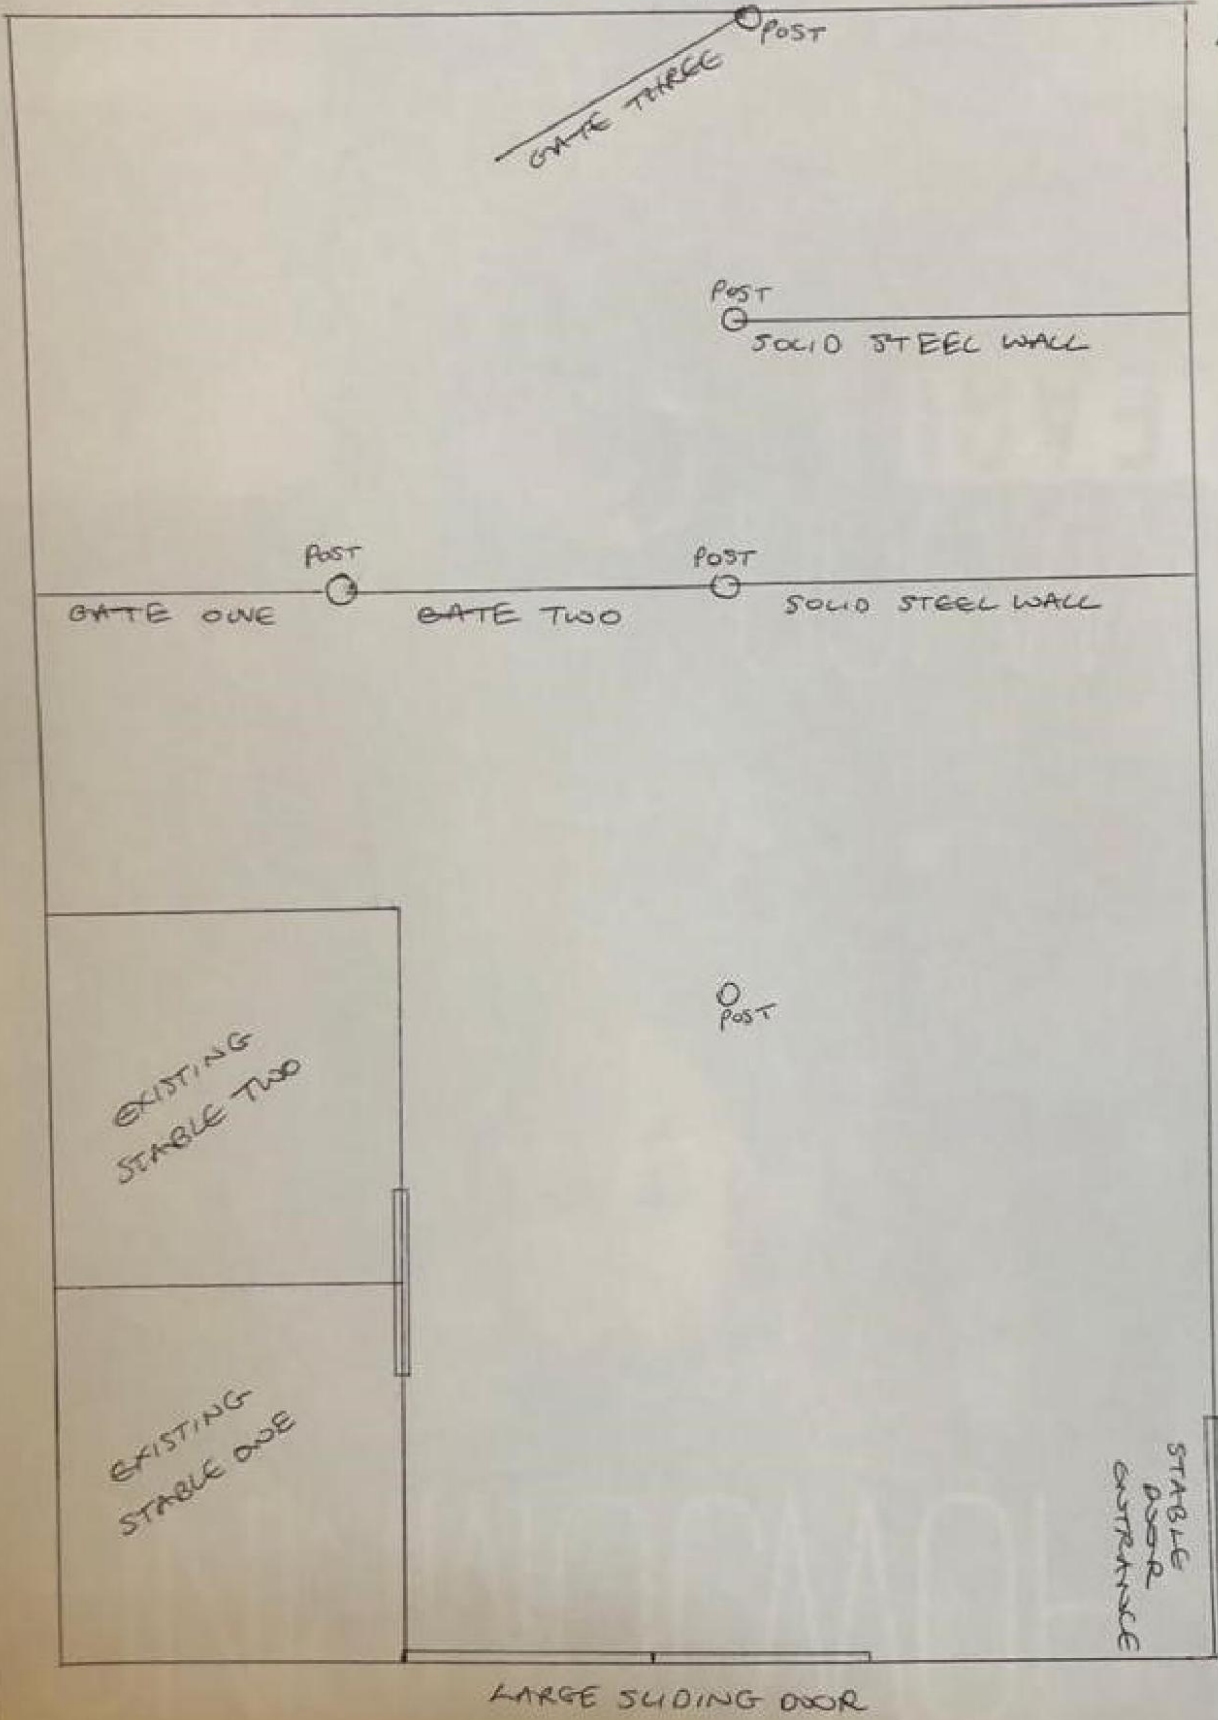 POST
GATE THREE
POST
SOLID STEEL WALL
POST
POST
GATE ONE
GATE TWO
SOLID STEEL WALL
POST
EXISTING
STABLE TWO
EXISTING
STABLE ONE
STABLE
DOOR
ENTRANCE
LARGE SLIDING DOOR